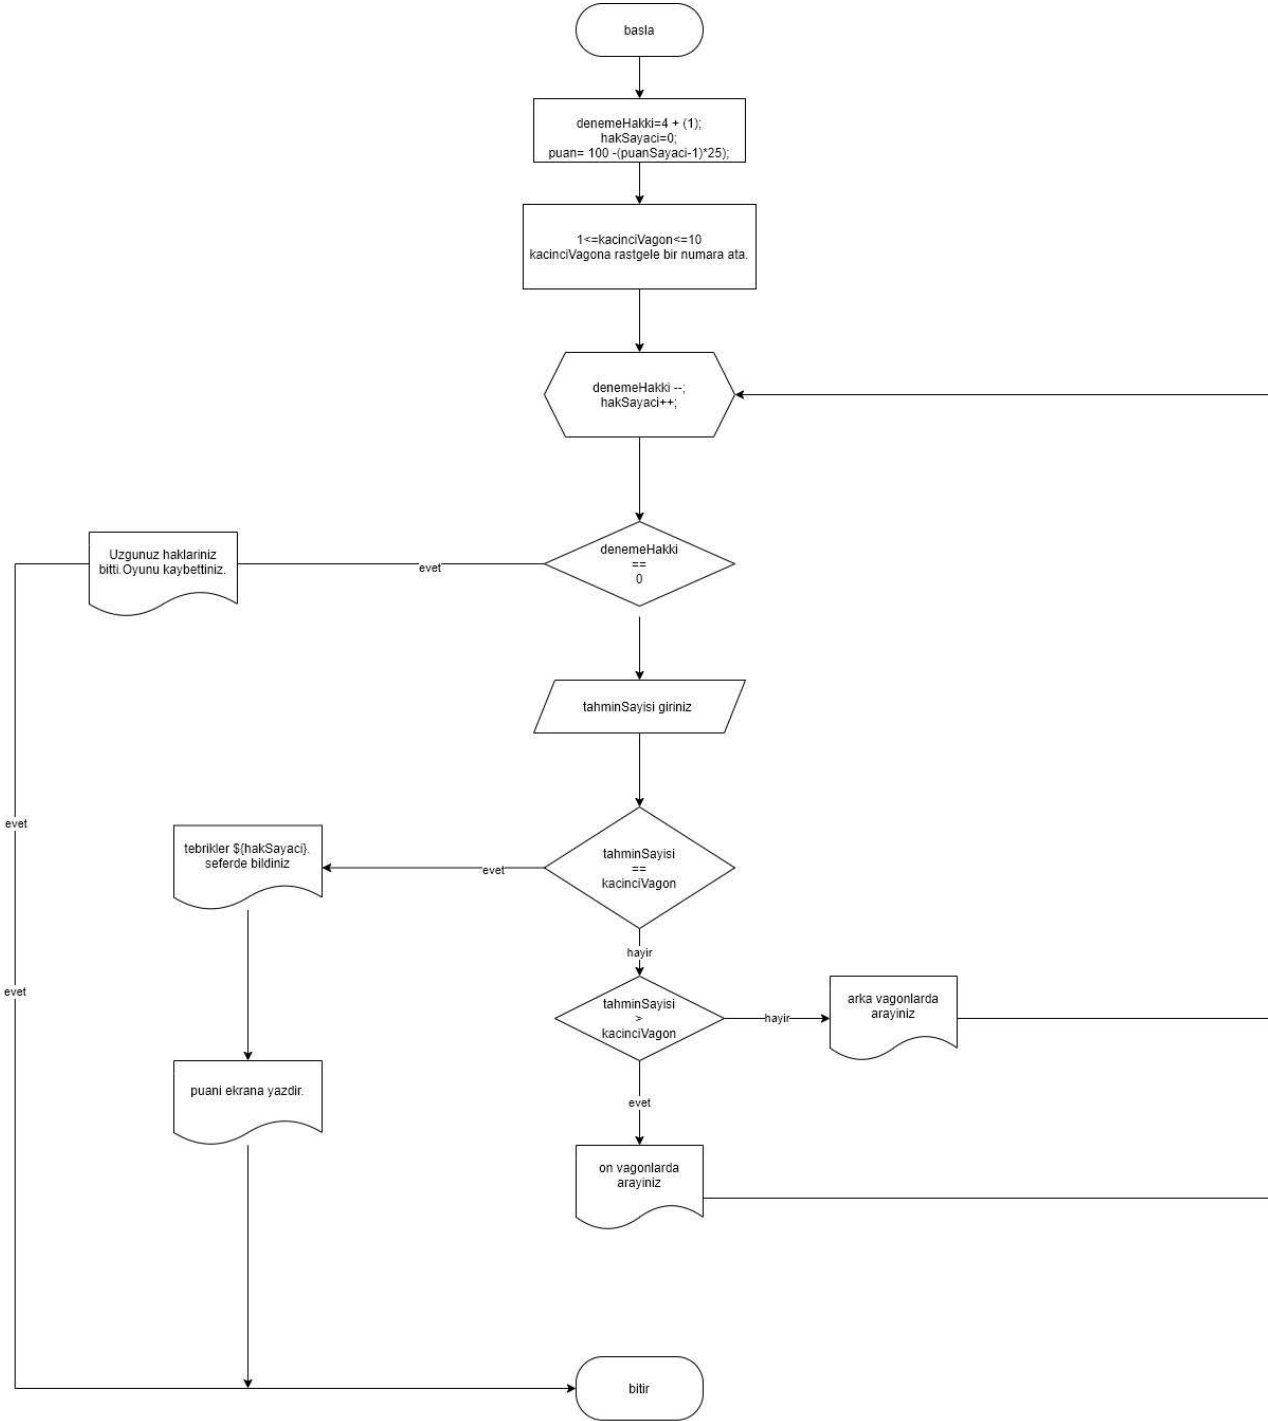 basla
denemeHakki=4 + (1);
hakSayaci=0;
puan= 100 -(puanSayaci-1)*25);
1<=kacinciVagon<=10
kacinciVagona rastgele bir numara ata.
denemeHakki --;
hakSayaci++;
denemeHakki
==
0
evet
Uzgunuz haklariniz
bitti.Oyunu kaybettiniz.
tahminSayisi giriniz
evet
tahminSayisi
==
kacinciVagon
evet
tebrikler ${hakSayaci}.
seferde bildiniz
hayir
evet
tahminSayisi
>
kacinciVagon
hayir
arka vagonlarda
arayiniz
puani ekrana yazdir.
evet
on vagonlarda
arayiniz
bitir